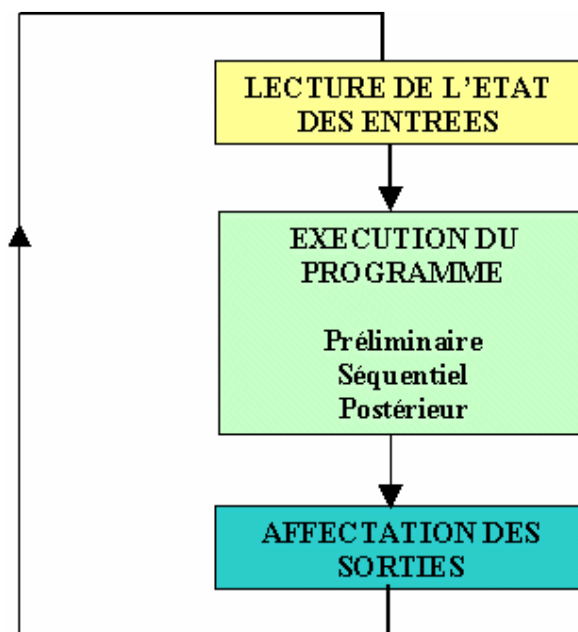 LECTURE DE L'ETAT
DES ENTREES
EXECUTION DU
PROGRAMME
Préliminaire
Séquentiel
Postérieur
AFFECTATION DES
SORTIES